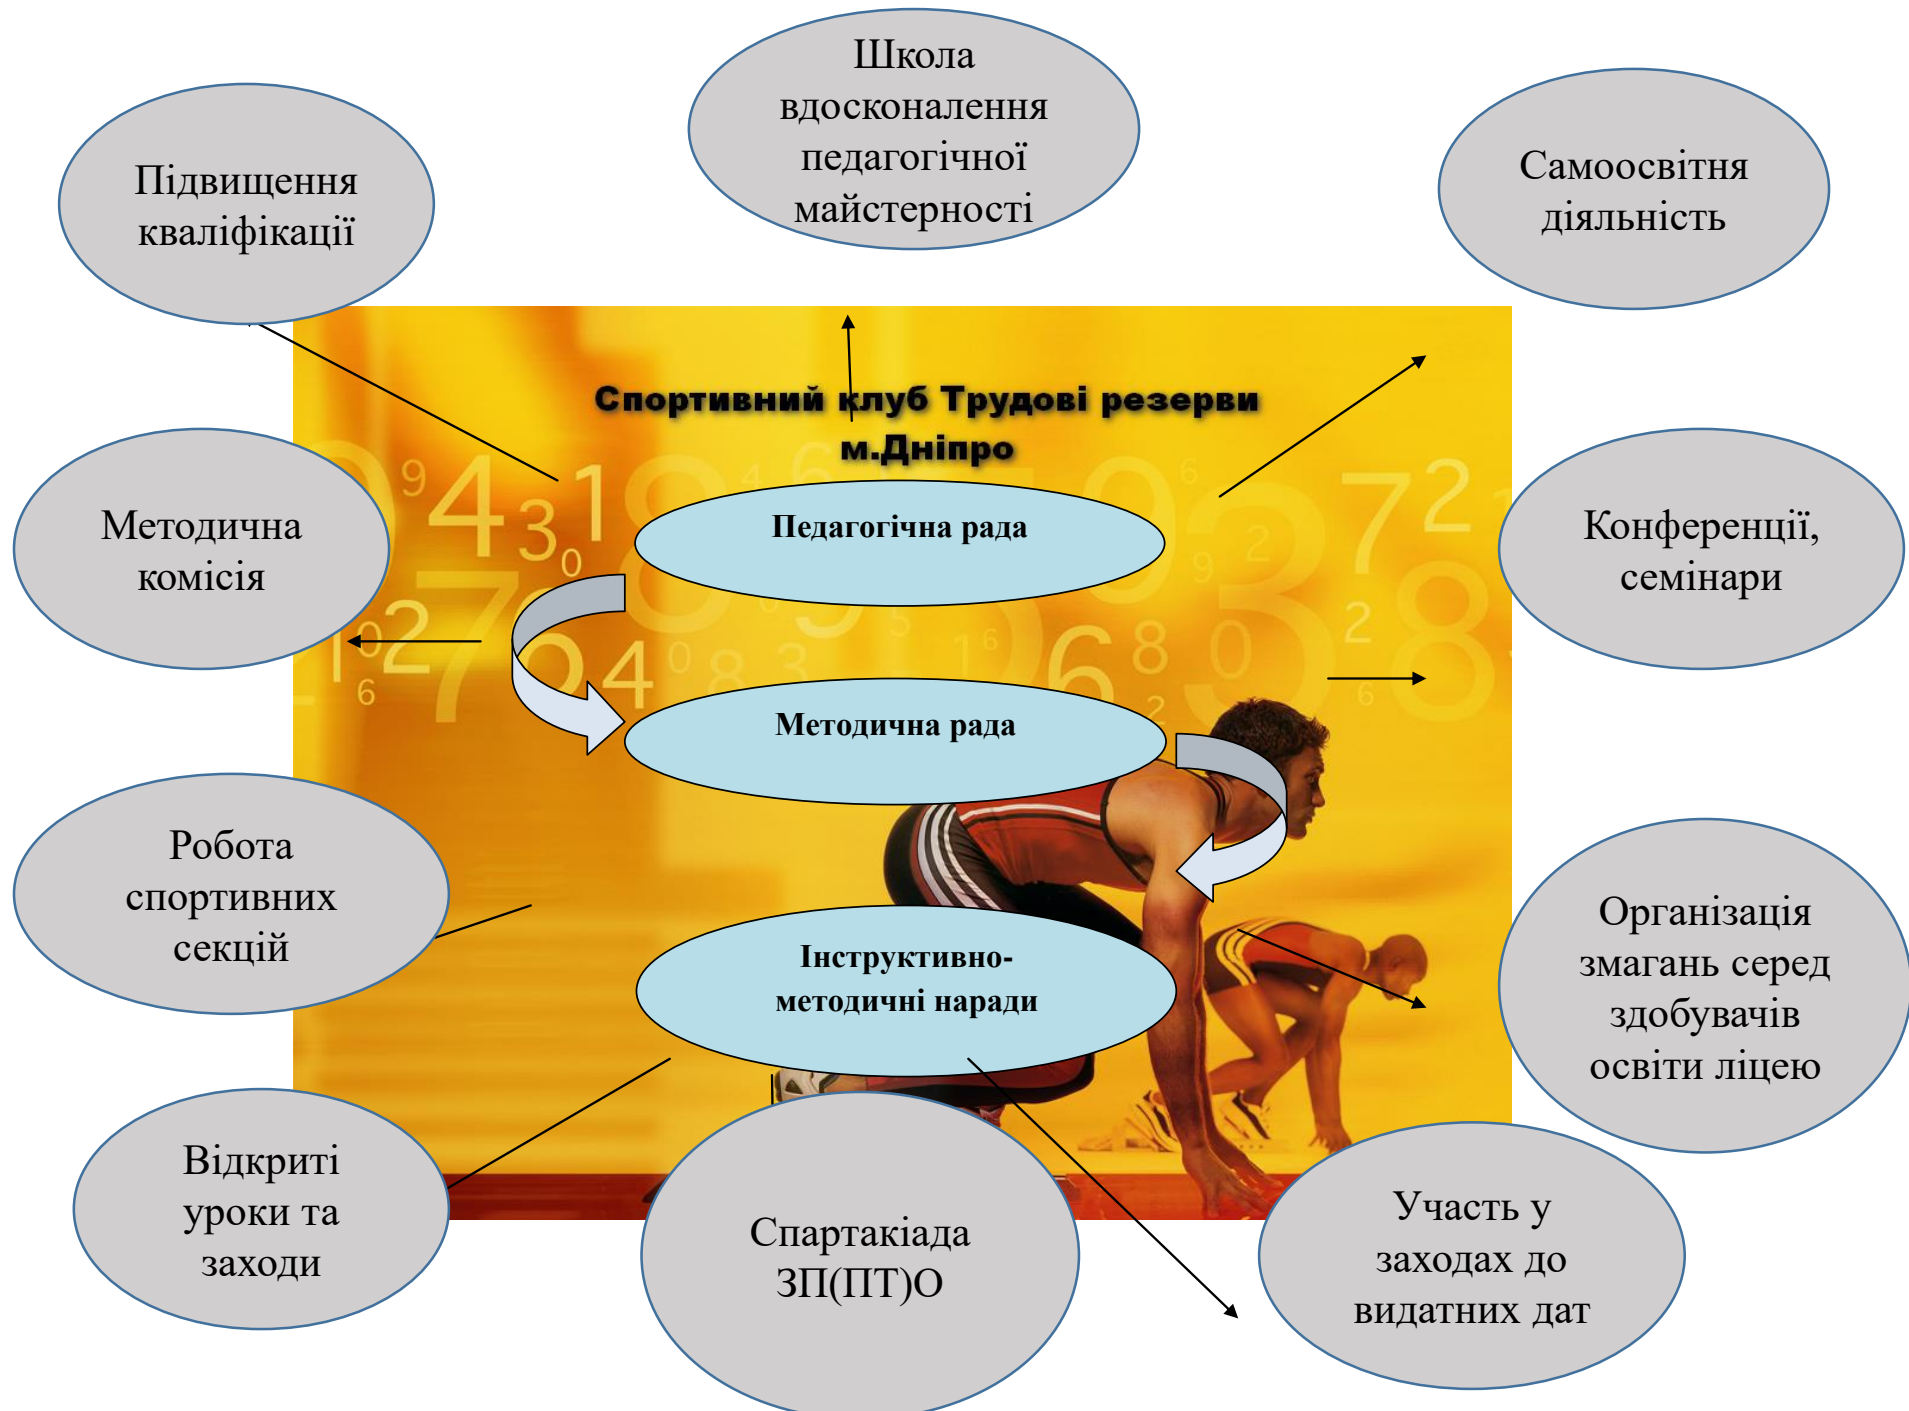 Школа
вдосконалення
педагогічної
майстерності
Підвищення
кваліфікації
Самоосвітня
діяльність
Спортивний клуб Трудові резерви
м.Дніпро
Методична
комісія
Педагогічна рада
Конференції,
семінари
Методична рада
Робота
спортивних
секцій
Інструктивно-
методичні наради
Організація
змагань серед
здобувачів
освіти ліцею
Відкриті
уроки та
заходи
Спартакіада
ЗП(ПТ)О
Участь у
заходах до
видатних дат